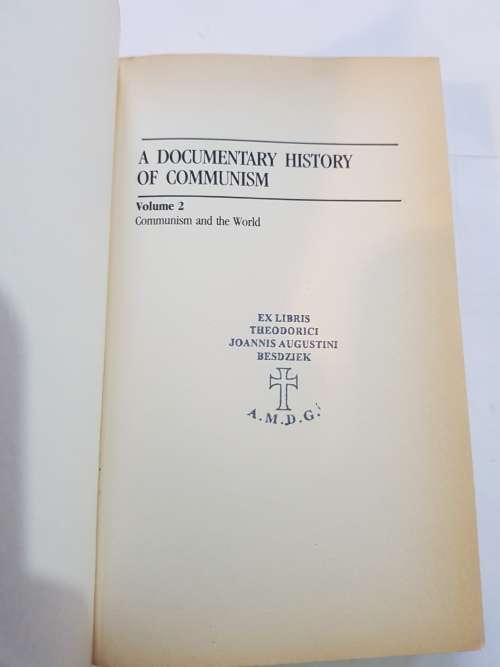 A DOCUMENTARY HISTORY
OF COMMUNISM
Volume 2
Communism and the World
EX LIBRIS
THEODORICI
JOANNIS AUGUSTINI
BESDZIEK
A.M.D.G.